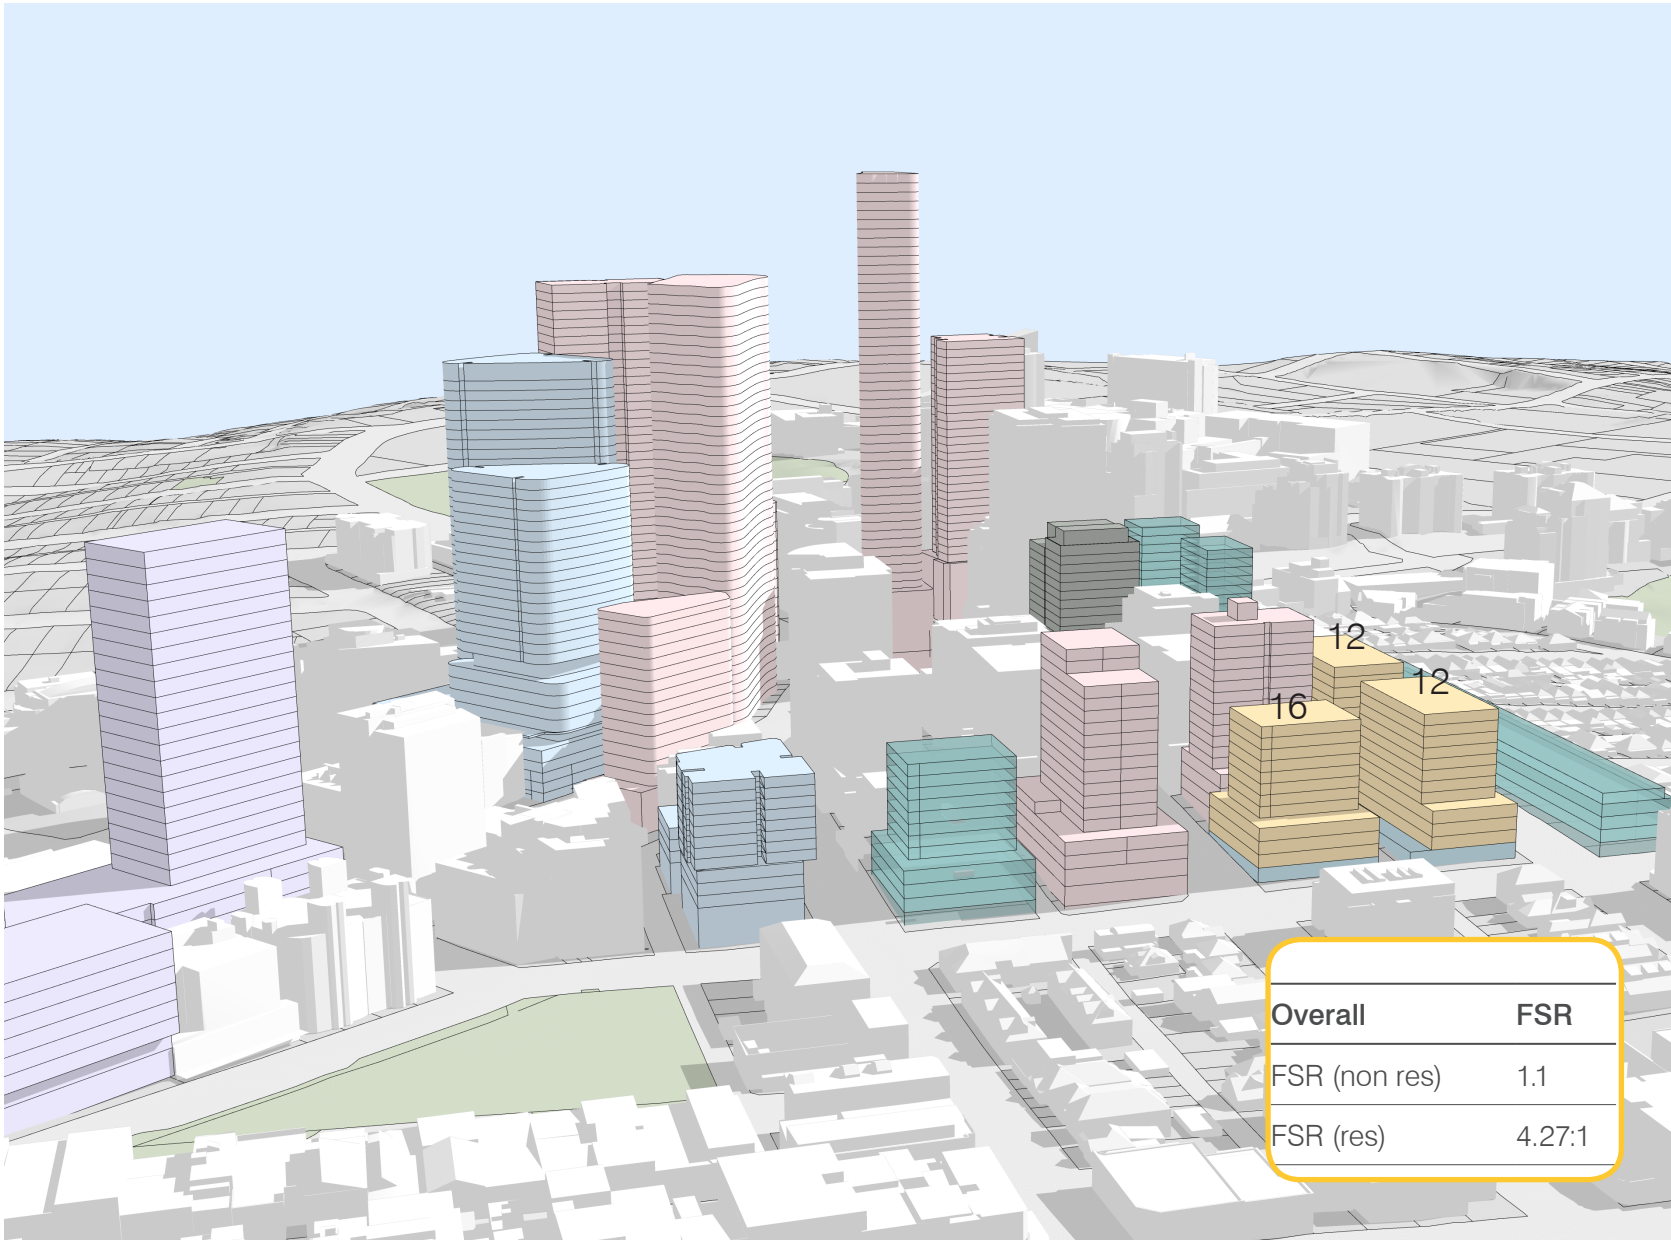 12
12
16
Overall FSR
FSR (non res) 1.1
FSR (res) 4.27:1